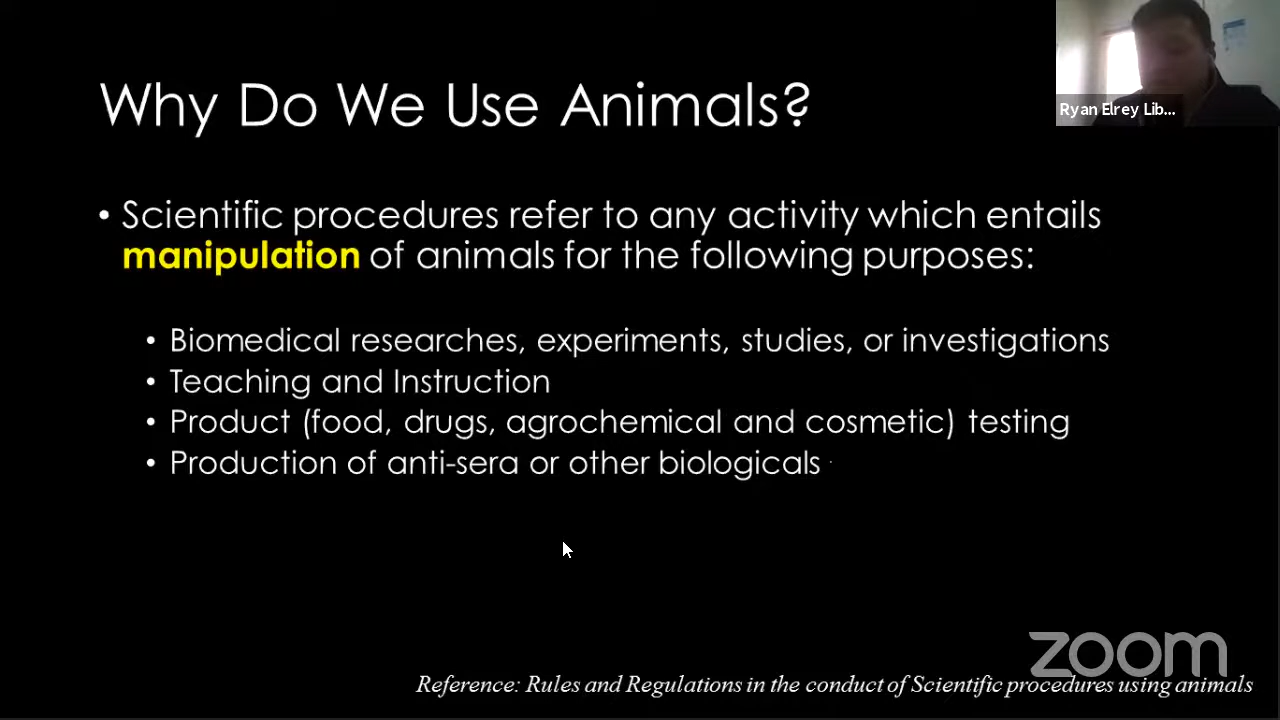 Ryan Elrey Lib...
Why Do We Use Animals?
• Scientific procedures refer to any activity which entails
manipulation of animals for the following purposes:
• Biomedical researches, experiments, studies, or investigations
• Teaching and Instruction
• Product (food, drugs, agrochemical and cosmetic) testing
• Production of anti-sera or other biologicals
zoom
Reference: Rules and Regulations in the conduct of Scientific procedures using animals